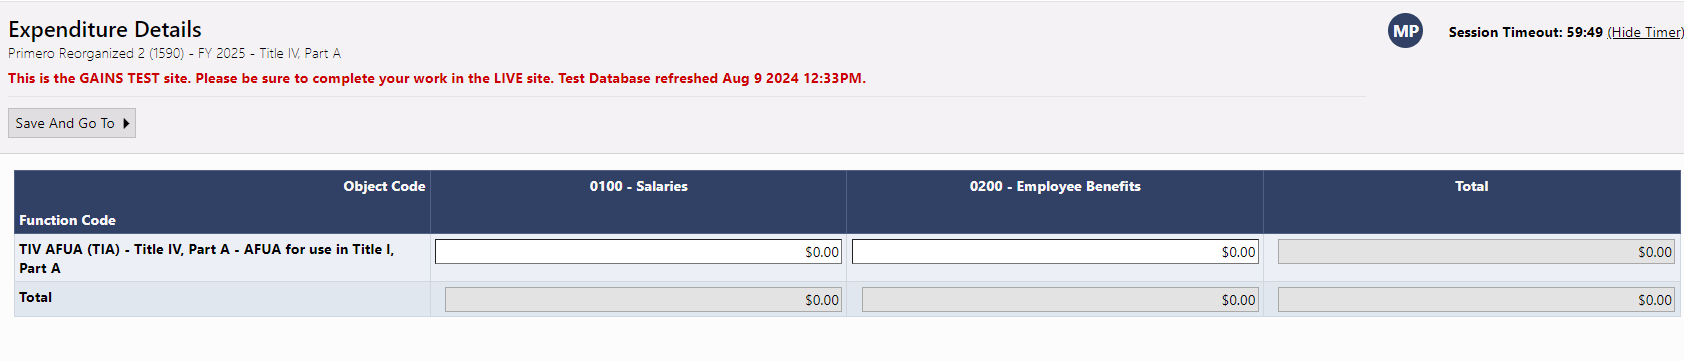 Expenditure Details
MP
Session Timeout: 59:49 (Hide Timer)
Primero Reorganized 2 (1590) - FY 2025 - Title IV, Part A
This is the GAINS TEST site. Please be sure to complete your work in the LIVE site. Test Database refreshed Aug 9 2024 12:33PM.
Save And Go To
Object Code
0100 - Salaries
0200 - Employee Benefits
Total
Function Code
TIV AFUA (TIA) - Title IV, Part A - AFUA for use in Title I,
Part A
$0.00
$0.00
$0.00
Total
$0.00
$0.00
$0.00